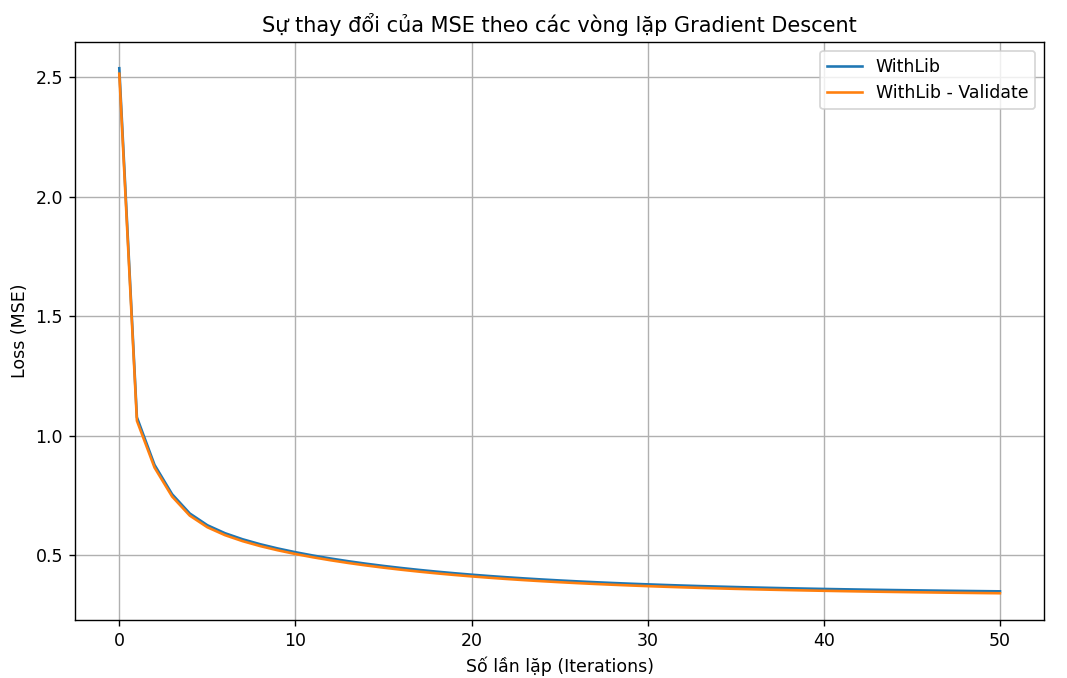 Sự thay đổi của MSE theo các vòng lặp Gradient Descent
WithLib
WithLib - Validate
Loss (MSE)
2.5
2.0
1.5
1.0
0.5
0 10 20 30 40 50
Số lần lặp (Iterations)